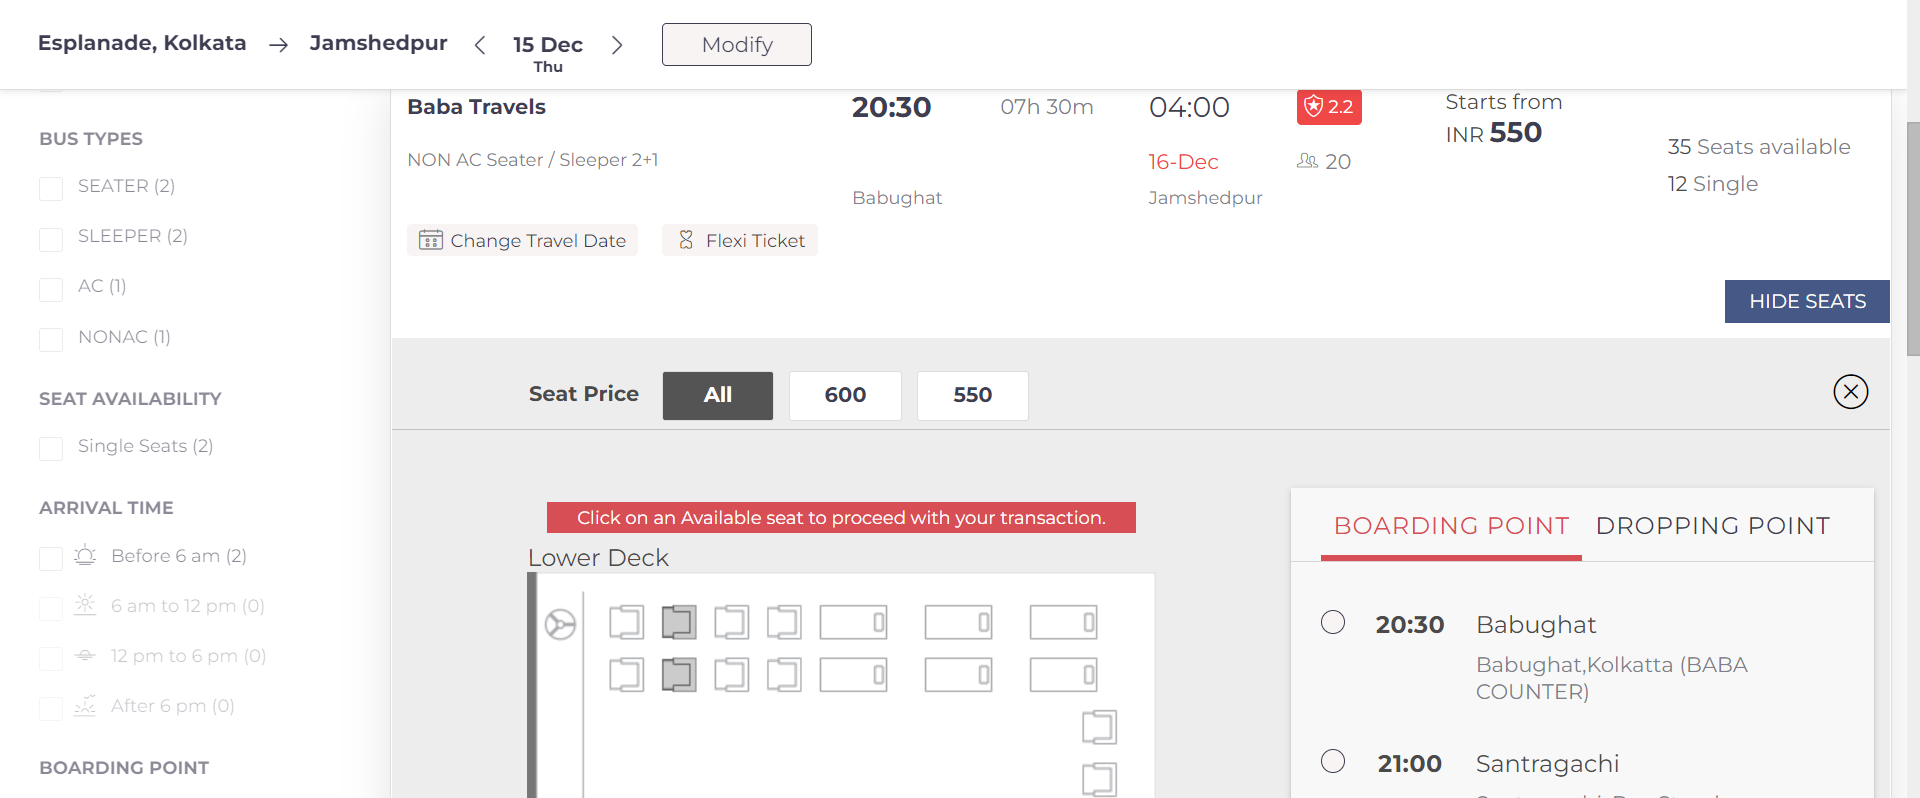 Esplanade, Kolkata → Jamshedpur < 15 Dec > Modify
Thu
BUS TYPES
SEATER (2)
SLEEPER (2)
AC (1)
NONAC (1)
SEAT AVAILABILITY
Single Seats (2)
ARRIVAL TIME
Before 6 am (2)
6 am to 12 pm (0)
12 pm to 6 pm (0)
After 6 pm (0)
BOARDING POINT
Baba Travels 20:30 07h 30m 04:00 2.2 Starts from
INR 550
NON AC Seater / Sleeper 2+1 16-Dec 20 35 Seats available
12 Single
Babughat Jamshedpur
Change Travel Date Flexi Ticket
HIDE SEATS
Seat Price All 600 550
Click on an Available seat to proceed with your transaction.
Lower Deck
BOARDING POINT DROPPING POINT
20:30 Babughat
Babughat,Kolkatta (BABA
COUNTER)
21:00 Santragachi